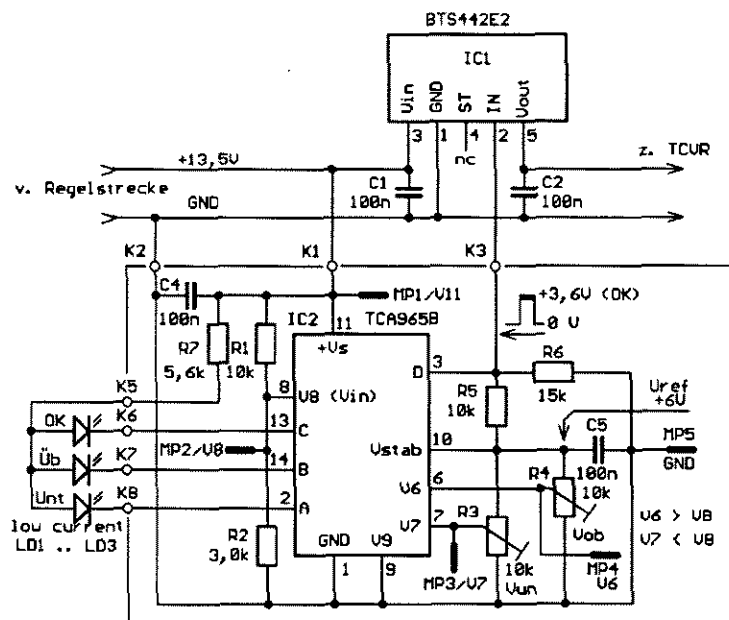 BTS442E2
IC1
Vin
GND
ST
IN
Vout
3
1
4
2
5
nc
+13,5V
z. TCVR
v. Regelstrecke
C1
100n
C2
100n
GND
K2
K1
K3
C4
100n
MP1/V11
+3,6V (OK)
0 V
IC2
11
TCA965B
+Vs
R7
5,6k
R1
10k
D
3
R6
15k
R5
10k
Uref
+6V
K5
8
V8 (Vin)
OK
K6
13
C
Vstab
10
C5
100n
MP5
GND
MP2/V8
Üb
K7
14
B
V6
6
R4
10k
Unt
K8
2
A
V7
7
R3
10k
Vob
V6 > V8
V7 < V8
low current
LD1 .. LD3
R2
3,0k
GND
V9
1
9
MP3/V7
Vun
MP4
V6